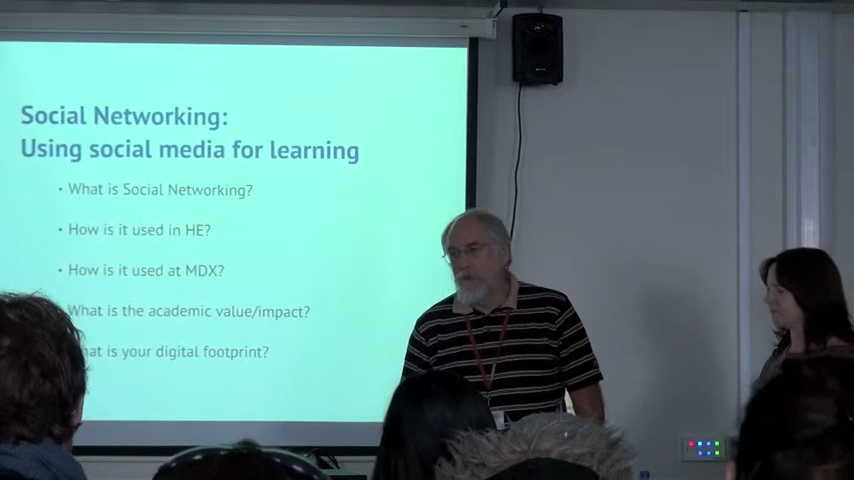 Social Networking:
Using social media for learning
• What is Social Networking?
• How is it used in HE?
• How is it used at MDX?
What is the academic value/impact?
hat is your digital footprint?